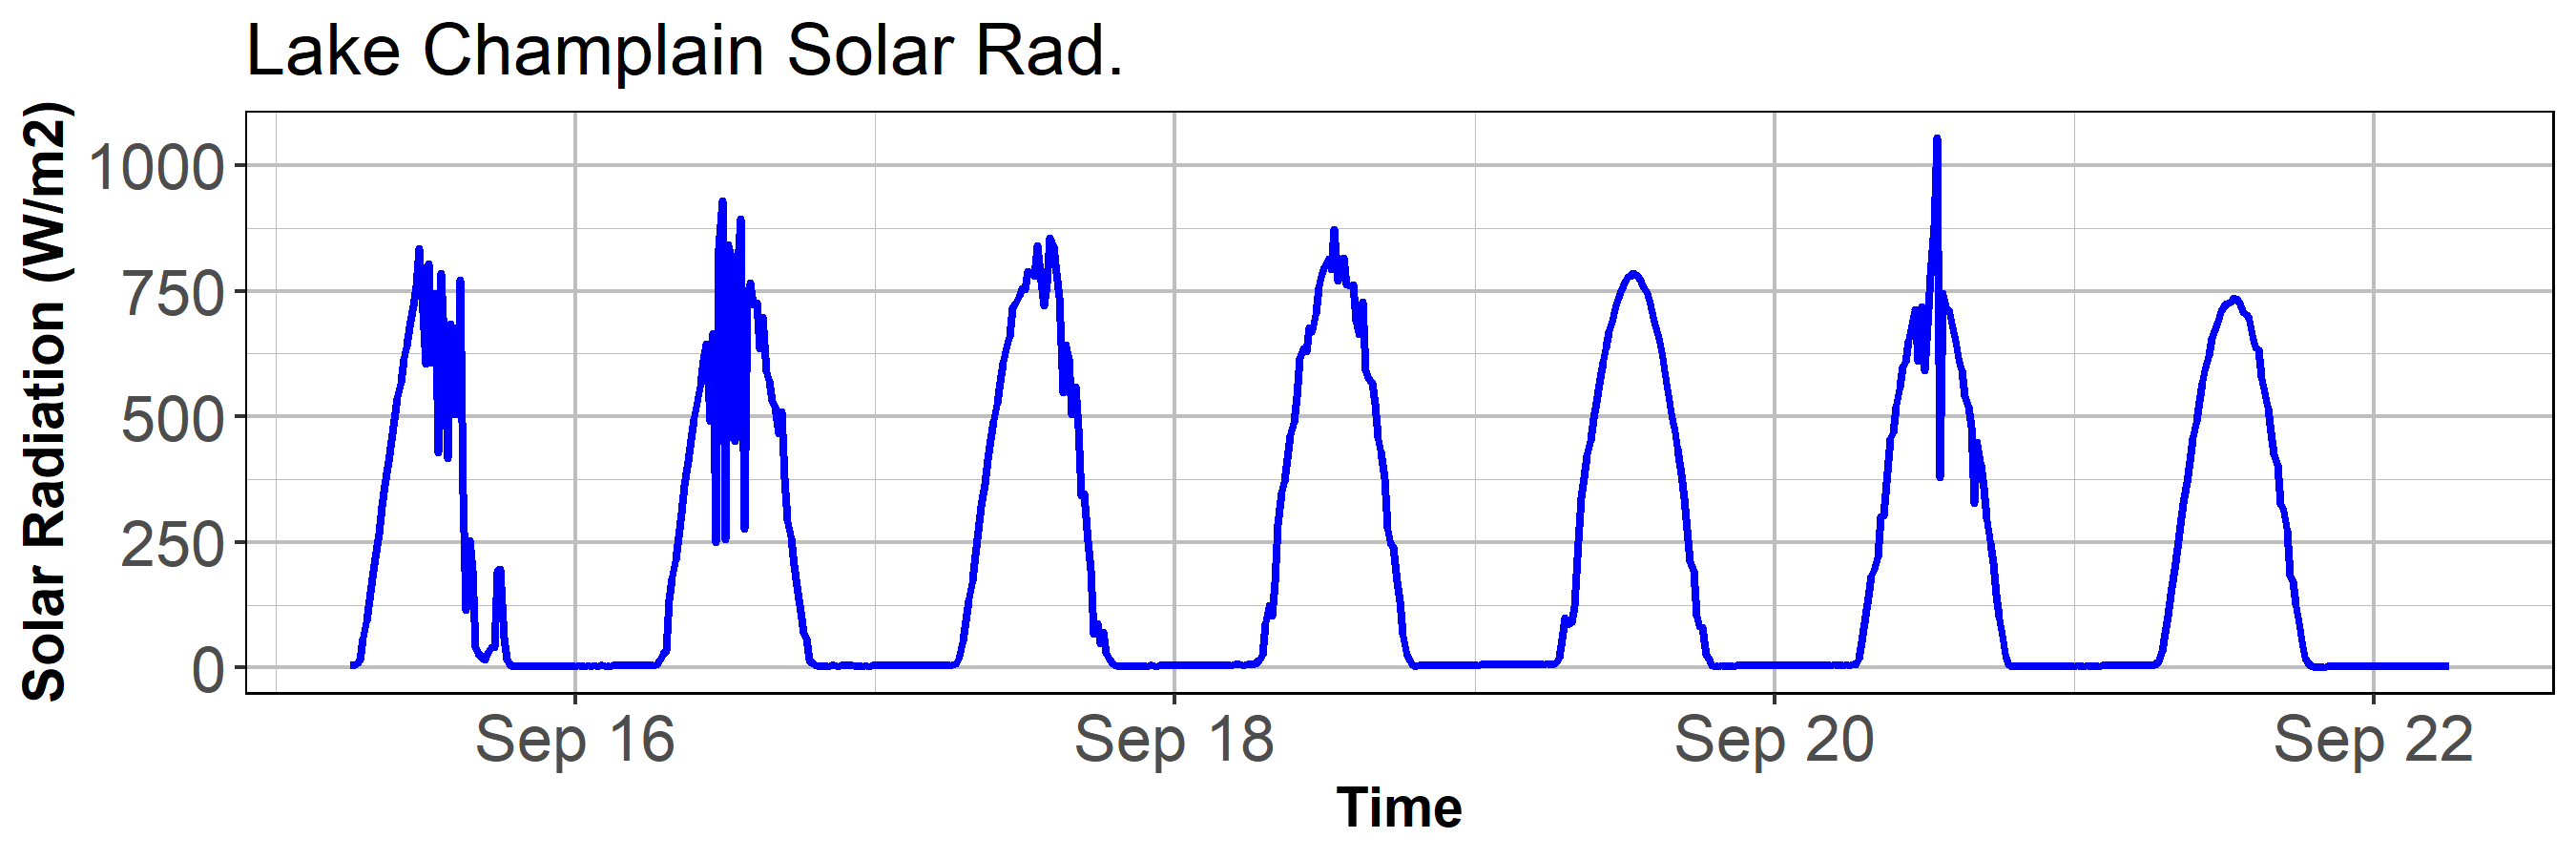 Lake Champlain Solar Rad.
Solar Radiation (W/m2)
1000
750
500
250
0
Sep 16
Sep 18
Sep 20
Sep 22
Time